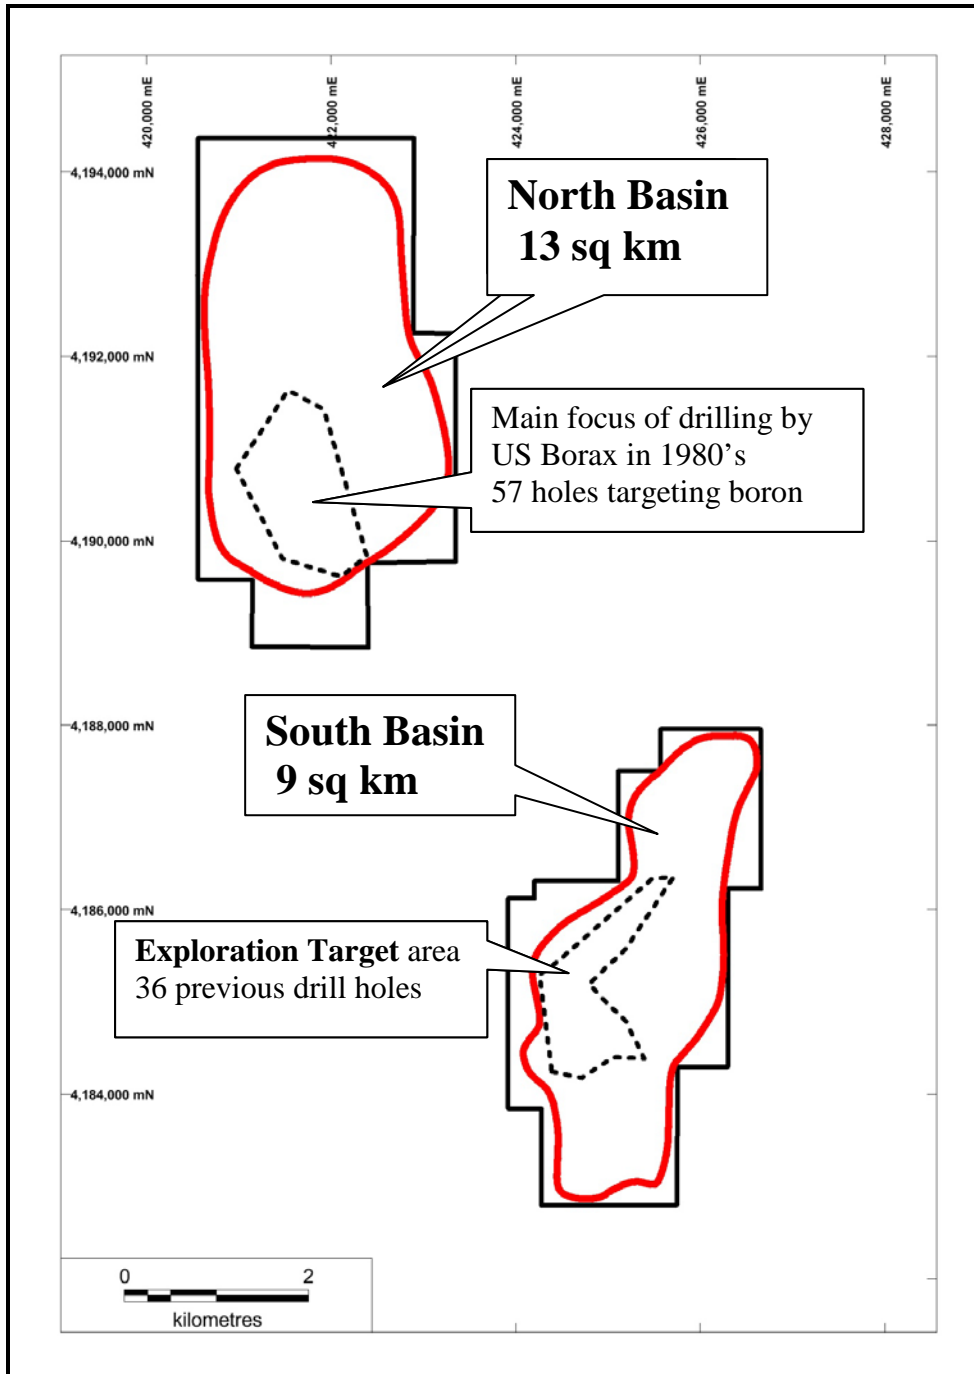 420,000 mE
422,000 mE
424,000 mE
426,000 mE
428,000 mE
4,194,000 mN
North Basin
13 sq km
4,192,000 mN
Main focus of drilling by
US Borax in 1980's
57 holes targeting boron
4,190,000 mN
4,188,000 mN
South Basin
9 sq km
4,186,000 mN
Exploration Target area
36 previous drill holes
4,184,000 mN
0 2
kilometres